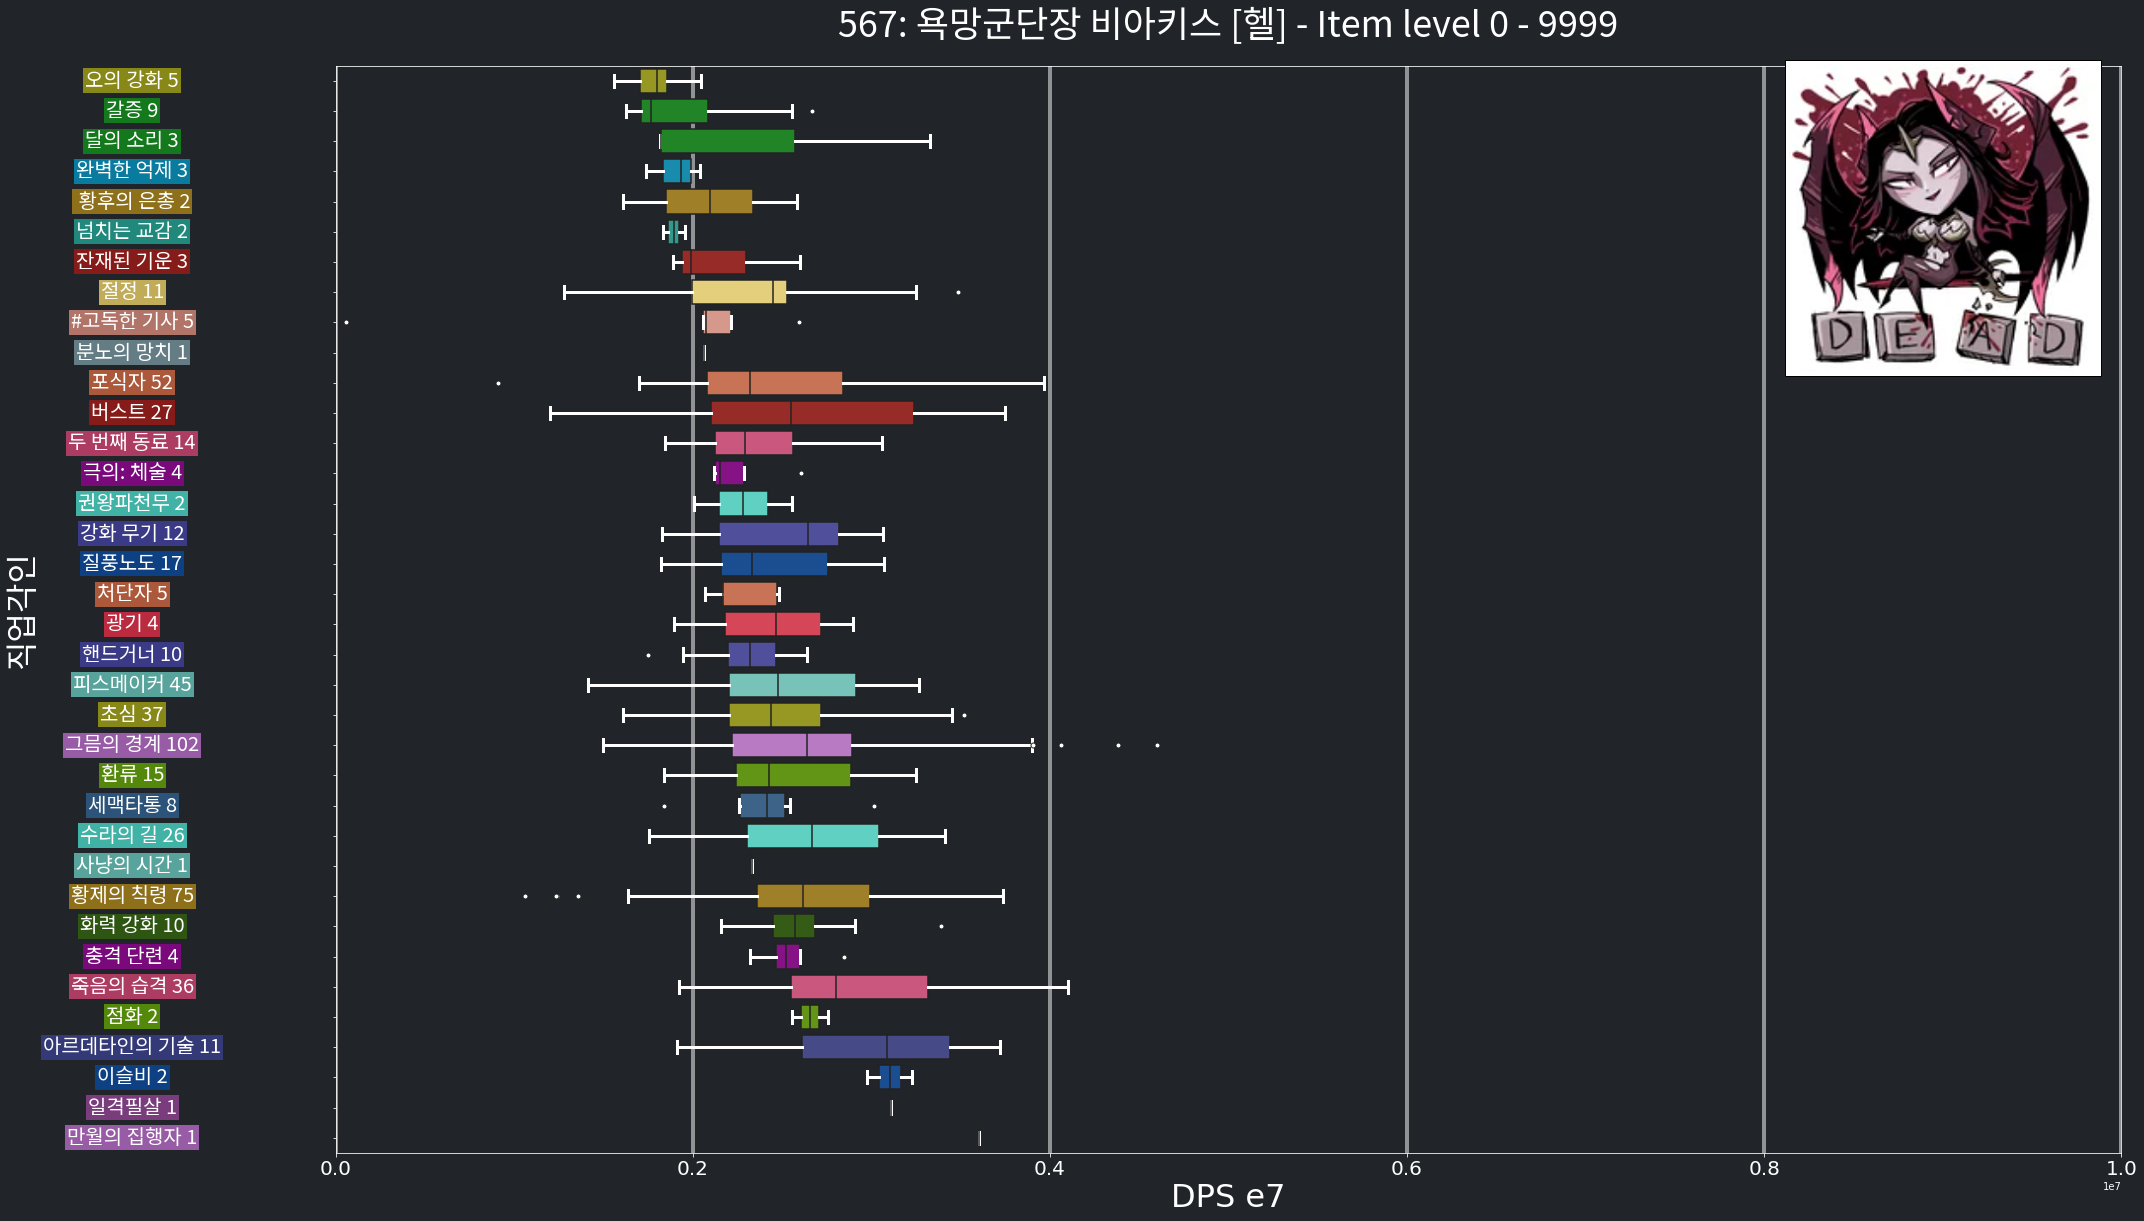 567: 욕망군단장 비아키스 [헬] - Item level 0 - 9999
오의 강화 5
갈증 9
달의 소리 3
완벽한 억제 3
황후의 은총 2
넘치는 교감 2
잔재된 기운 3
절정 11
#고독한 기사 5
분노의 망치 1
포식자 52
버스트 27
두 번째 동료 14
극의: 체술 4
권왕파천무 2
강화 무기 12
질풍노도 17
처단자 5
광기 4
핸드거너 10
피스메이커 45
초심 37
그믐의 경계 102
환류 15
세맥타통 8
수라의 길 26
사냥의 시간 1
황제의 칙령 75
화력 강화 10
충격 단련 4
죽음의 습격 36
점화 2
아르데타인의 기술 11
이슬비 2
일격필살 1
만월의 집행자 1
직업각인
DEAD
0.0 0.2 0.4 0.6 0.8 1.0
1e7
DPS e7